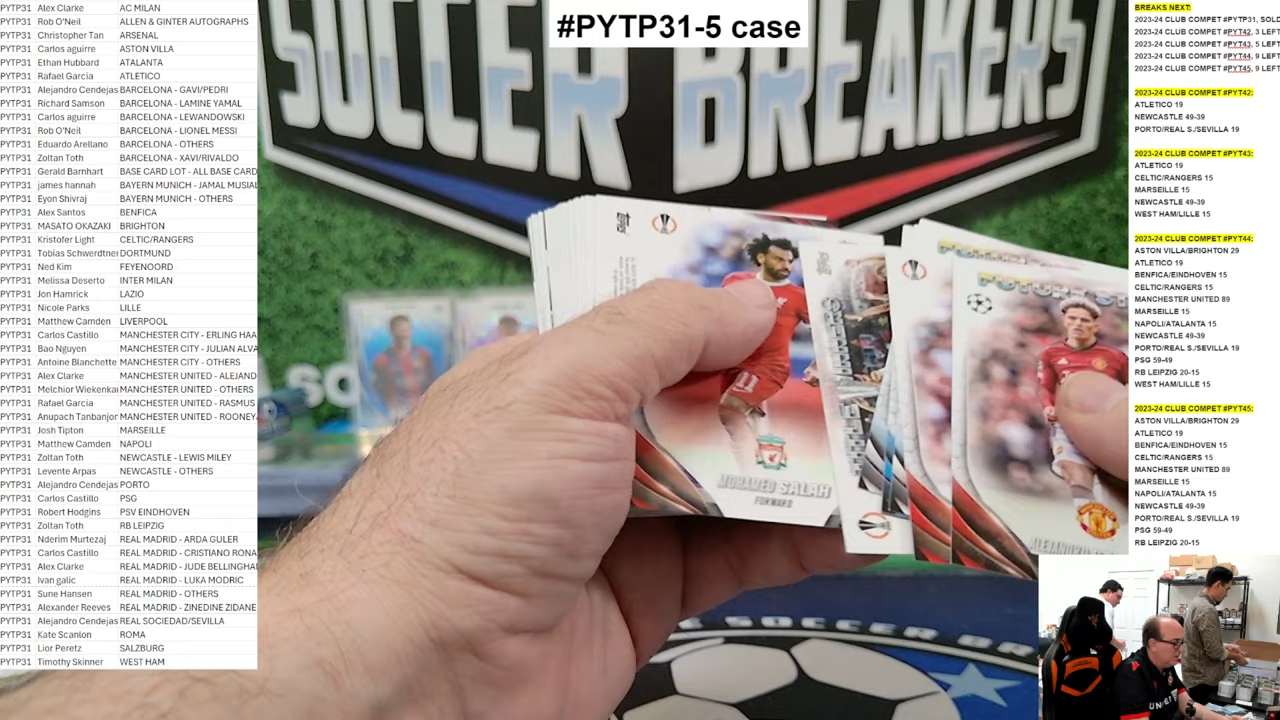 #PYTP31-5 case
PYTP31 Alex Clarke AC MILAN
PYTP31 Rob O'Neil ALLEN & GINTER AUTOGRAPHS
PYTP31 Christopher Tan ARSENAL
PYTP31 Carlos aguirre ASTON VILLA
PYTP31 Ethan Hubbard ATALANTA
PYTP31 Rafael Garcia ATLETICO
PYTP31 Alejandro Cendejas BARCELONA - GAVI/PEDRI
PYTP31 Richard Samson BARCELONA - LAMINE YAMAL
PYTP31 Carlos aguirre BARCELONA - LEWANDOWSKI
PYTP31 Rob O'Neil BARCELONA - LIONEL MESSI
PYTP31 Eduardo Arellano BARCELONA - OTHERS
PYTP31 Zoltan Toth BARCELONA - XAVI/RIVALDO
PYTP31 Gerald Barnhart BASE CARD LOT - ALL BASE CARD
PYTP31 james hannah BAYERN MUNICH - JAMAL MUSIAL
PYTP31 Eyon Shivraj BAYERN MUNICH - OTHERS
PYTP31 Alex Santos BENFICA
PYTP31 MASATO OKAZAKI BRIGHTON
PYTP31 Kristofer Light CELTIC/RANGERS
PYTP31 Tobias Schwerdtner DORTMUND
PYTP31 Ned Kim FEYENOORD
PYTP31 Melissa Deserto INTER MILAN
PYTP31 Jon Hamrick LAZIO
PYTP31 Nicole Parks LILLE
PYTP31 Matthew Camden LIVERPOOL
PYTP31 Carlos Castillo MANCHESTER CITY - ERLING HAA
PYTP31 Bao Nguyen MANCHESTER CITY - JULIAN ALVA
PYTP31 Antoine Blanchette MANCHESTER CITY - OTHERS
PYTP31 Alex Clarke MANCHESTER UNITED - ALEJAND
PYTP31 Melchior Wiekenkar MANCHESTER UNITED - OTHERS
PYTP31 Rafael Garcia MANCHESTER UNITED - RASMUS
PYTP31 Anupach Tanbanjor MANCHESTER UNITED - ROONEY
PYTP31 Josh Tipton MARSEILLE
PYTP31 Matthew Camden NAPOLI
PYTP31 Zoltan Toth NEWCASTLE - LEWIS MILEY
PYTP31 Levente Arpas NEWCASTLE - OTHERS
PYTP31 Alejandro Cendejas PORTO
PYTP31 Carlos Castillo PSG
PYTP31 Robert Hodgins PSV EINDHOVEN
PYTP31 Zoltan Toth RB LEIPZIG
PYTP31 Nderim Murtezaj REAL MADRID - ARDA GULER
PYTP31 Carlos Castillo REAL MADRID - CRISTIANO RONA
PYTP31 Alex Clarke REAL MADRID - JUDE BELLINGHA
PYTP31 Ivan galic REAL MADRID - LUKA MODRIC
PYTP31 Sune Hansen REAL MADRID - OTHERS
PYTP31 Alexander Reeves REAL MADRID - ZINEDINE ZIDANE
PYTP31 Alejandro Cendejas REAL SOCIEDAD/SEVILLA
PYTP31 Kate Scanlon ROMA
PYTP31 Lior Peretz SALZBURG
PYTP31 Timothy Skinner WEST HAM
SOCCER BREAKERS
MOHAMED SALAH
FORWARD
11
BREAKS NEXT:
2023-24 CLUB COMPET #PYTP31, SOLD
2023-24 CLUB COMPET #PYT42, 3 LEFT
2023-24 CLUB COMPET #PYT43, 5 LEFT
2023-24 CLUB COMPET #PYT44, 9 LEFT
2023-24 CLUB COMPET #PYT45, 9 LEFT
2023-24 CLUB COMPET #PYT42:
ATLETICO 19
NEWCASTLE 49-39
PORTO/REAL S./SEVILLA 19
2023-24 CLUB COMPET #PYT43:
ATLETICO 19
CELTIC/RANGERS 15
MARSEILLE 15
NEWCASTLE 49-39
WEST HAM/LILLE 15
2023-24 CLUB COMPET #PYT44:
ASTON VILLA/BRIGHTON 29
ATLETICO 19
BENFICA/EINDHOVEN 15
CELTIC/RANGERS 15
MANCHESTER UNITED 89
MARSEILLE 15
NAPOLI/ATALANTA 15
NEWCASTLE 49-39
PORTO/REAL S./SEVILLA 19
PSG 59-49
RB LEIPZIG 20-15
WEST HAM/LILLE 15
2023-24 CLUB COMPET #PYT45:
ASTON VILLA/BRIGHTON 29
ATLETICO 19
BENFICA/EINDHOVEN 15
CELTIC/RANGERS 15
MANCHESTER UNITED 89
MARSEILLE 15
NAPOLI/ATALANTA 15
NEWCASTLE 49-39
PORTO/REAL S./SEVILLA 19
PSG 59-49
RB LEIPZIG 20-15